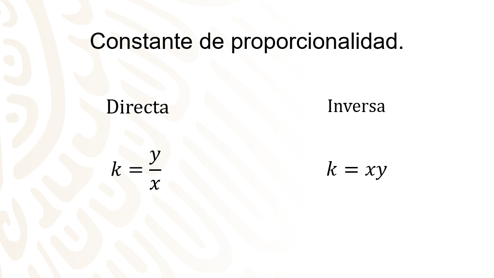 Constante de proporcionalidad.
Directa
Inversa
k = y/x
k = xy